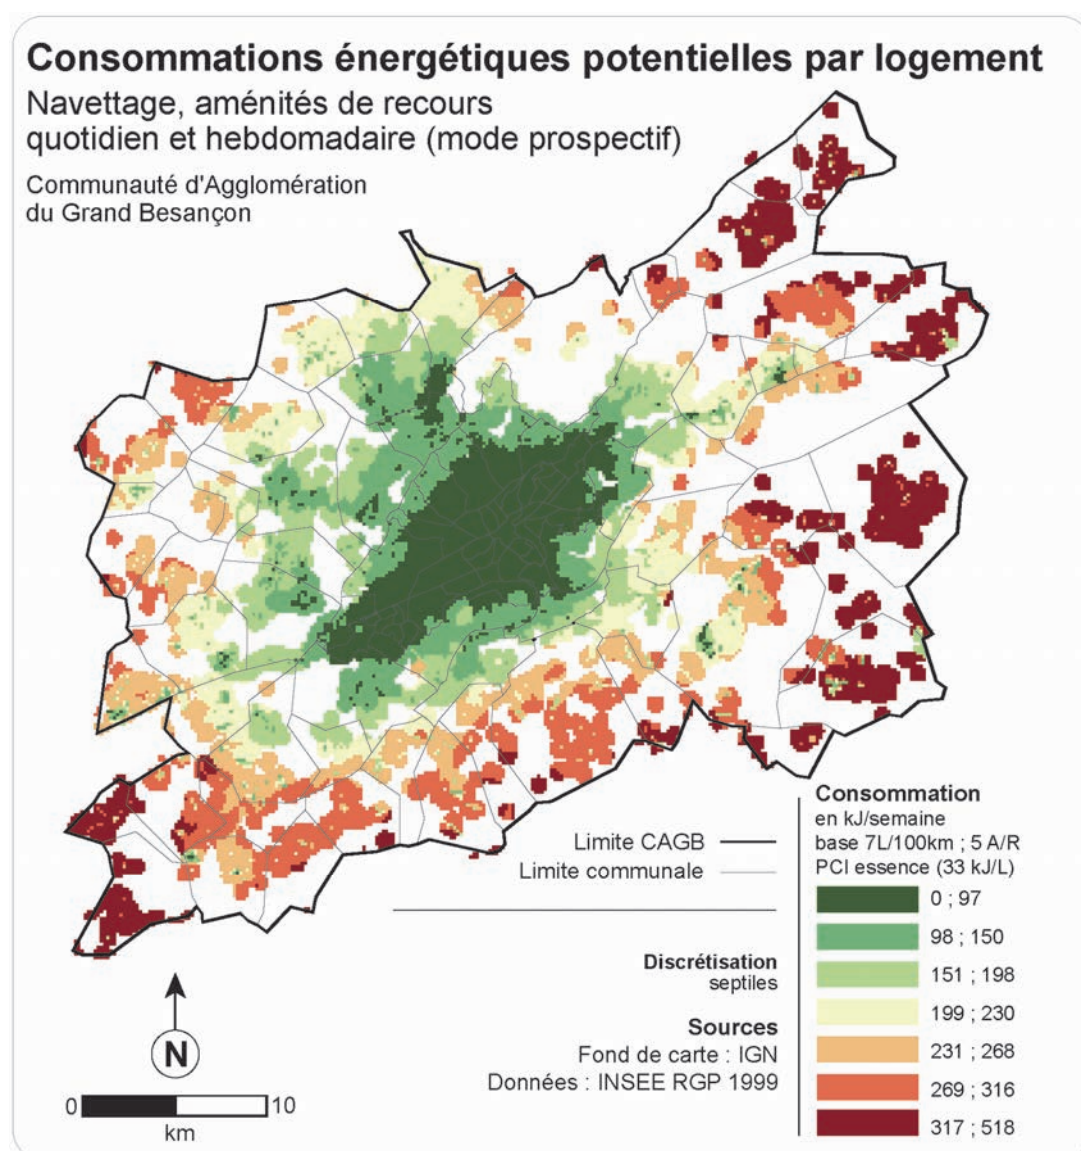 Consommations énergétiques potentielles par logement
Navettage, aménités de recours
quotidien et hebdomadaire (mode prospectif)
Communauté d'Agglomération
du Grand Besançon
Limite CAGB
Limite communale
Discrétisation
septiles
Sources
Fond de carte : IGN
Données : INSEE RGP 1999
Consommation
en kJ/semaine
base 7L/100km ; 5 A/R
PCI essence (33 kJ/L)
0 ; 97
98 ; 150
151 ; 198
199 ; 230
231 ; 268
269 ; 316
317 ; 518
N
0 10
km